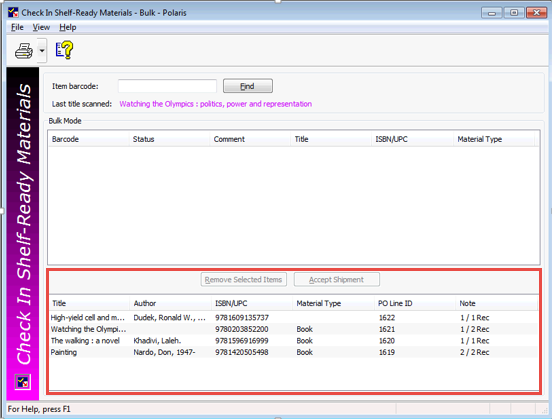 Check In Shelf-Ready Materials - Bulk - Polaris
File View Help
Check In Shelf-Ready Materials
Item barcode: Find
Last title scanned: Watching the Olympics : politics, power and representation
Bulk Mode
Barcode Status Comment Title ISBN/UPC Material Type
Remove Selected Items Accept Shipment
Title Author ISBN/UPC Material Type PO Line ID Note
High-yield cell and m... Dudek, Ronald W., ... 9781609135737 1622 1 / 1 Rec
Watching the Olympi... 9780203852200 Book 1621 1 / 2 Rec
The walking : a novel Khadivi, Laleh. 9781596916999 Book 1620 1 / 1 Rec
Painting Nardo, Don, 1947- 9781420505498 Book 1619 2 / 2 Rec
For Help, press F1